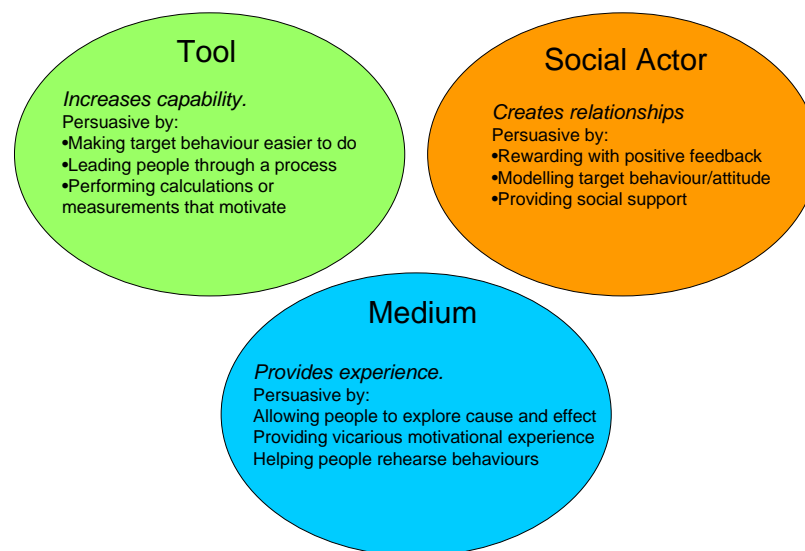 Tool
Increases capability.
Persuasive by:
•Making target behaviour easier to do
•Leading people through a process
•Performing calculations or
measurements that motivate
Social Actor
Creates relationships
Persuasive by:
•Rewarding with positive feedback
•Modelling target behaviour/attitude
•Providing social support
Medium
Provides experience.
Persuasive by:
Allowing people to explore cause and effect
Providing vicarious motivational experience
Helping people rehearse behaviours